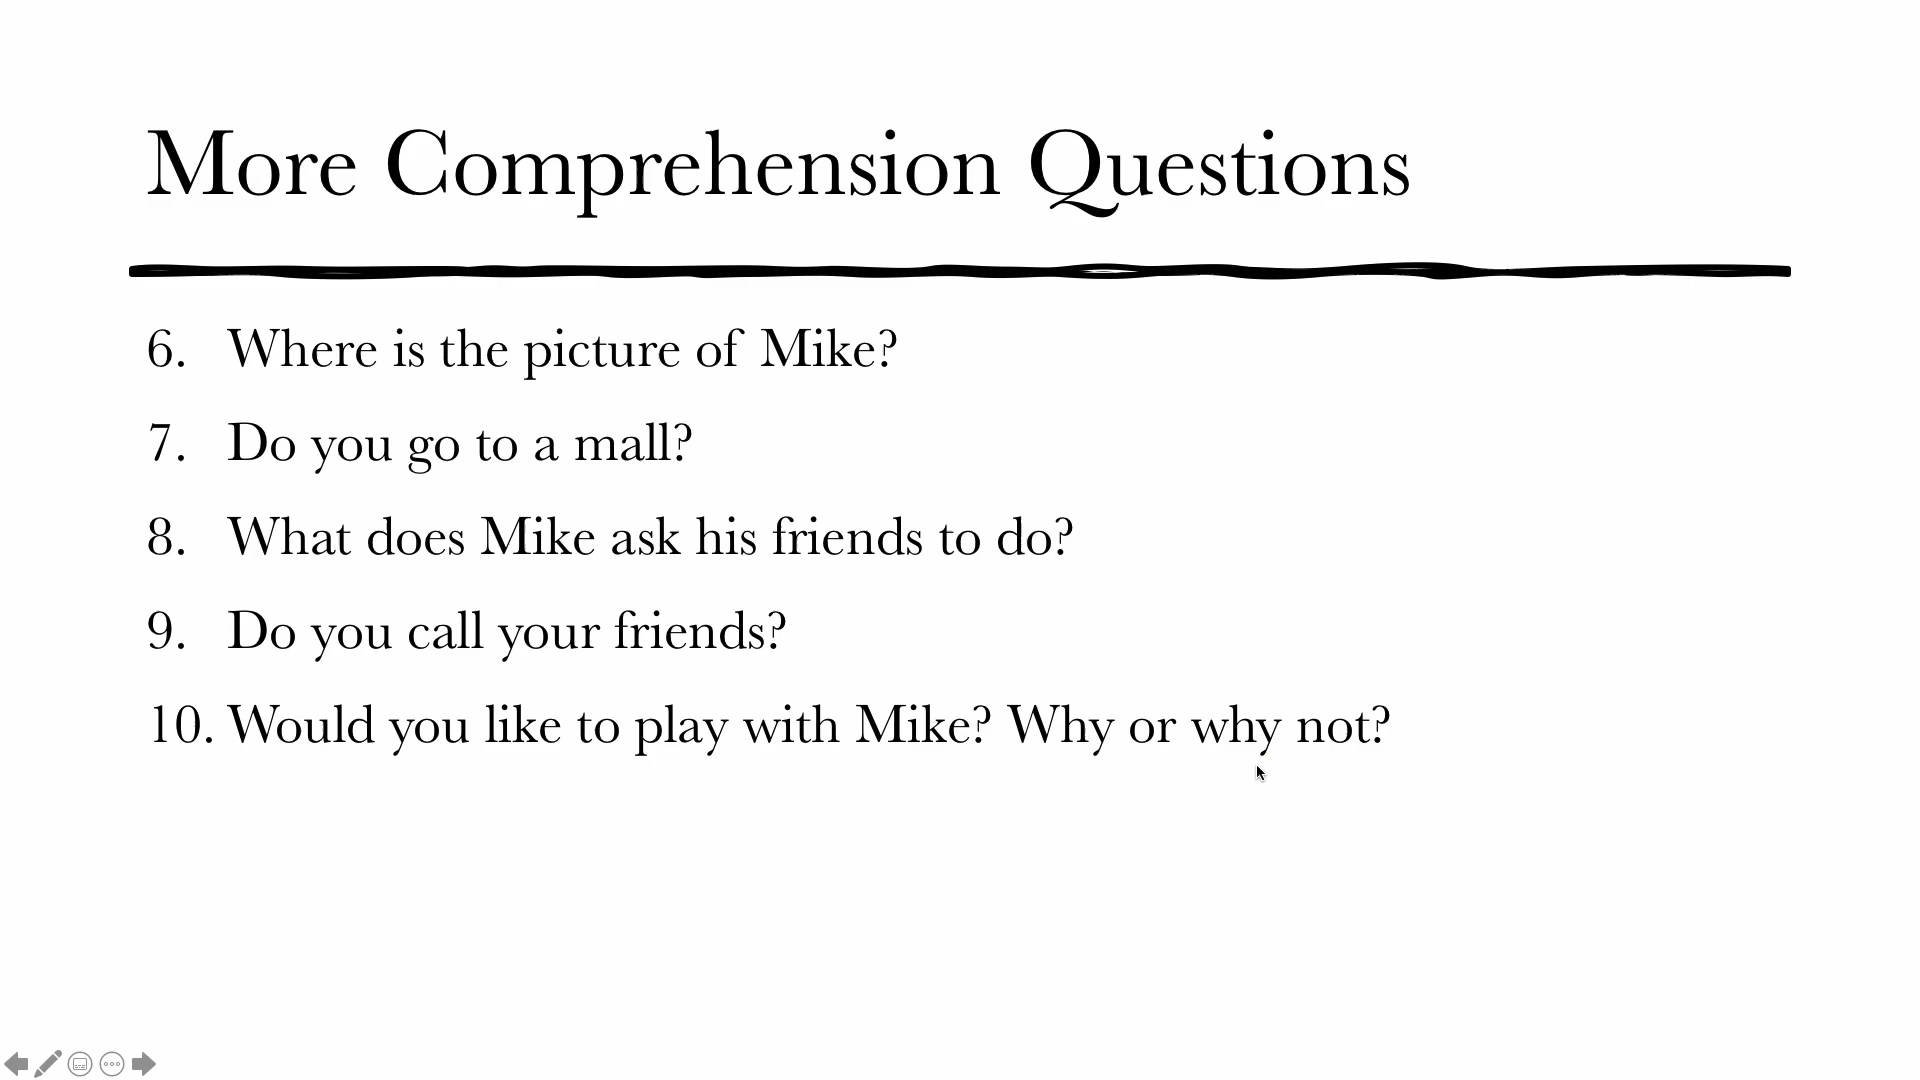 More Comprehension Questions
6. Where is the picture of Mike?
7. Do you go to a mall?
8. What does Mike ask his friends to do?
9. Do you call your friends?
10. Would you like to play with Mike? Why or why not?